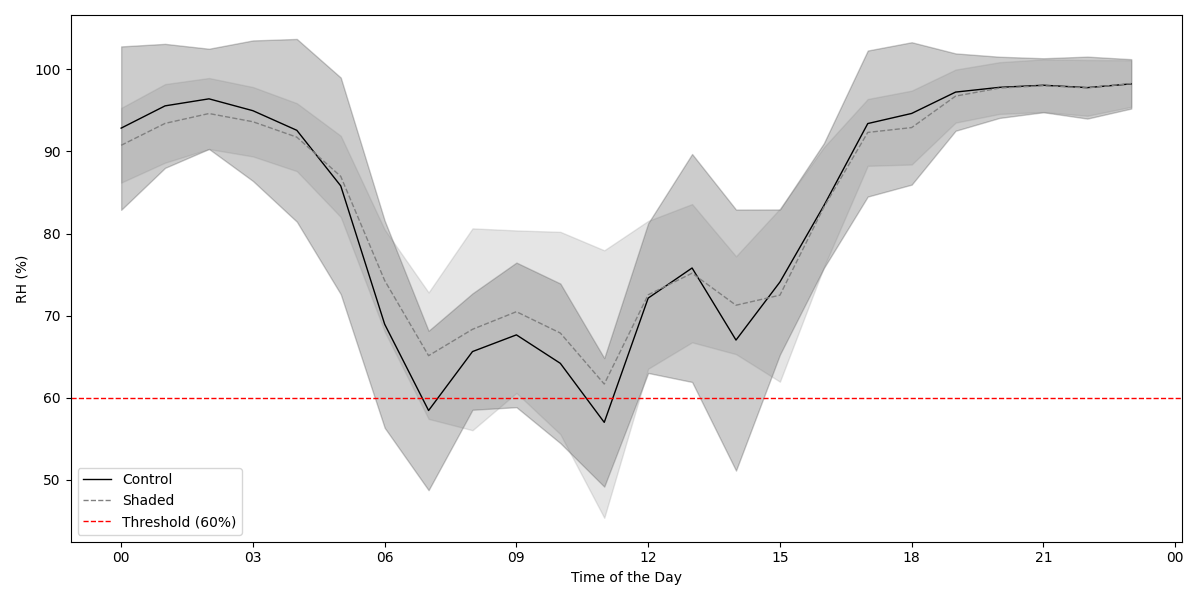 RH (%)
100
90
80
70
60
50
Control
Shaded
Threshold (60%)
00 03 06 09 12 15 18 21 00
Time of the Day